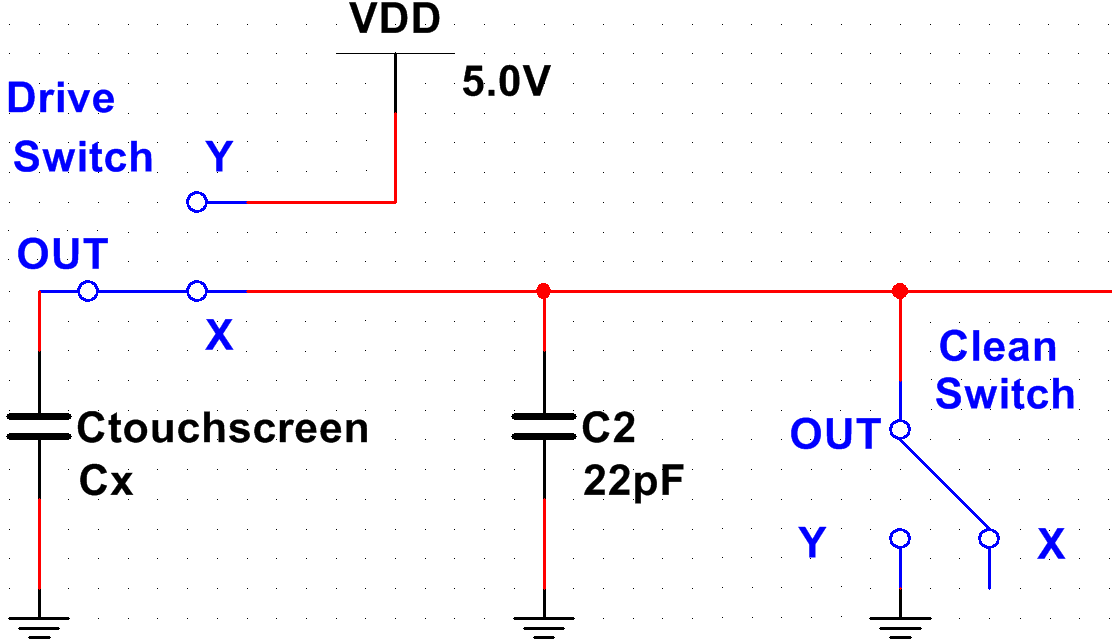 VDD
5.0V
Drive
Switch
Y
OUT
X
Ctouchscreen
Cx
C2
22pF
Clean
Switch
OUT
Y
X